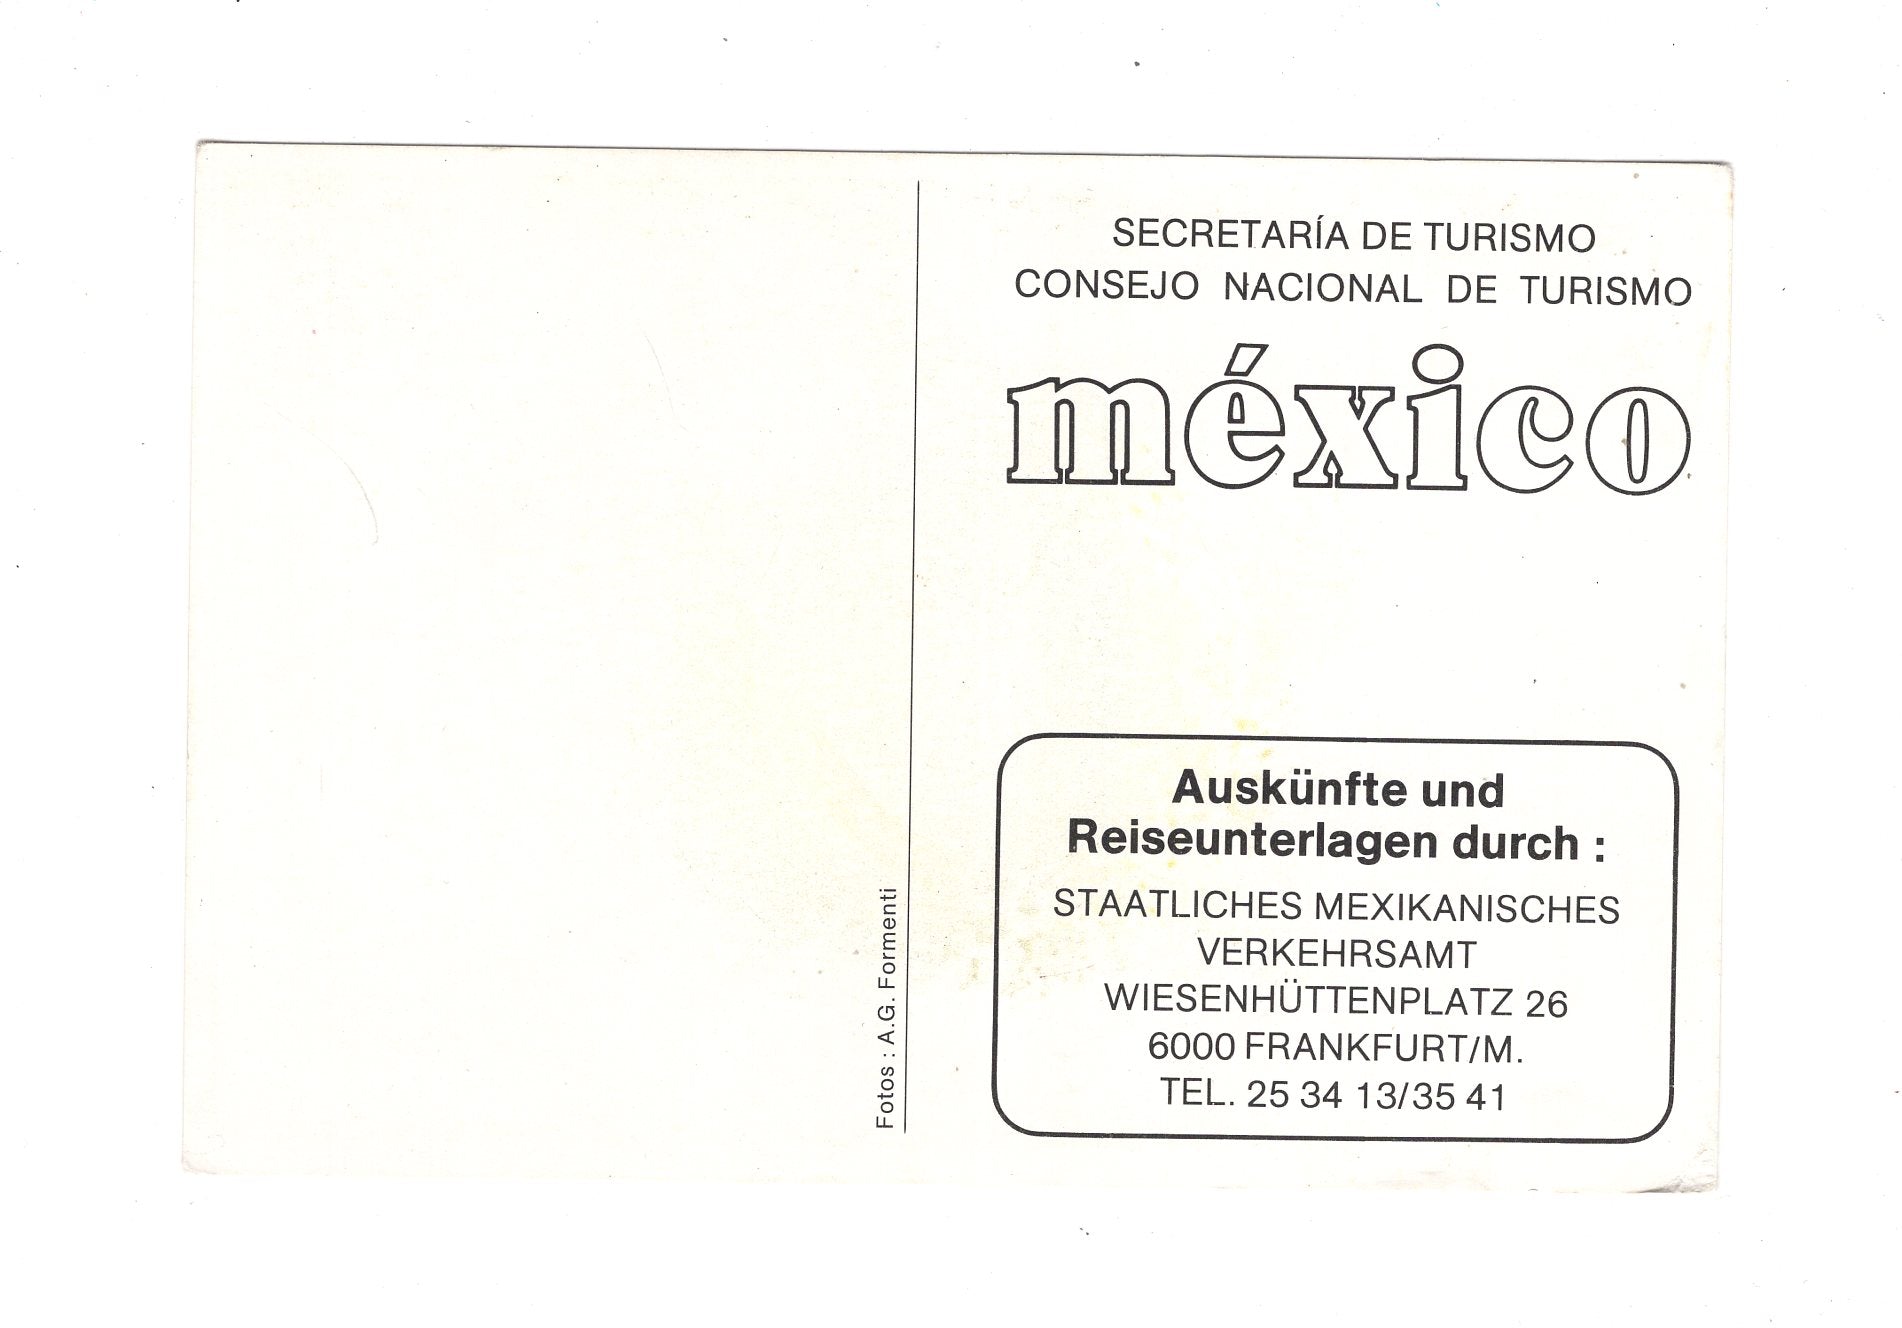 SECRETARÍA DE TURISMO
CONSEJO NACIONAL DE TURISMO
méxico
Auskünfte und
Reiseunterlagen durch :
STAATLICHES MEXIKANISCHES
VERKEHRSAMT
WIESENHÜTTENPLATZ 26
6000 FRANKFURT/M.
TEL. 25 34 13/35 41
Fotos : A.G. Formenti